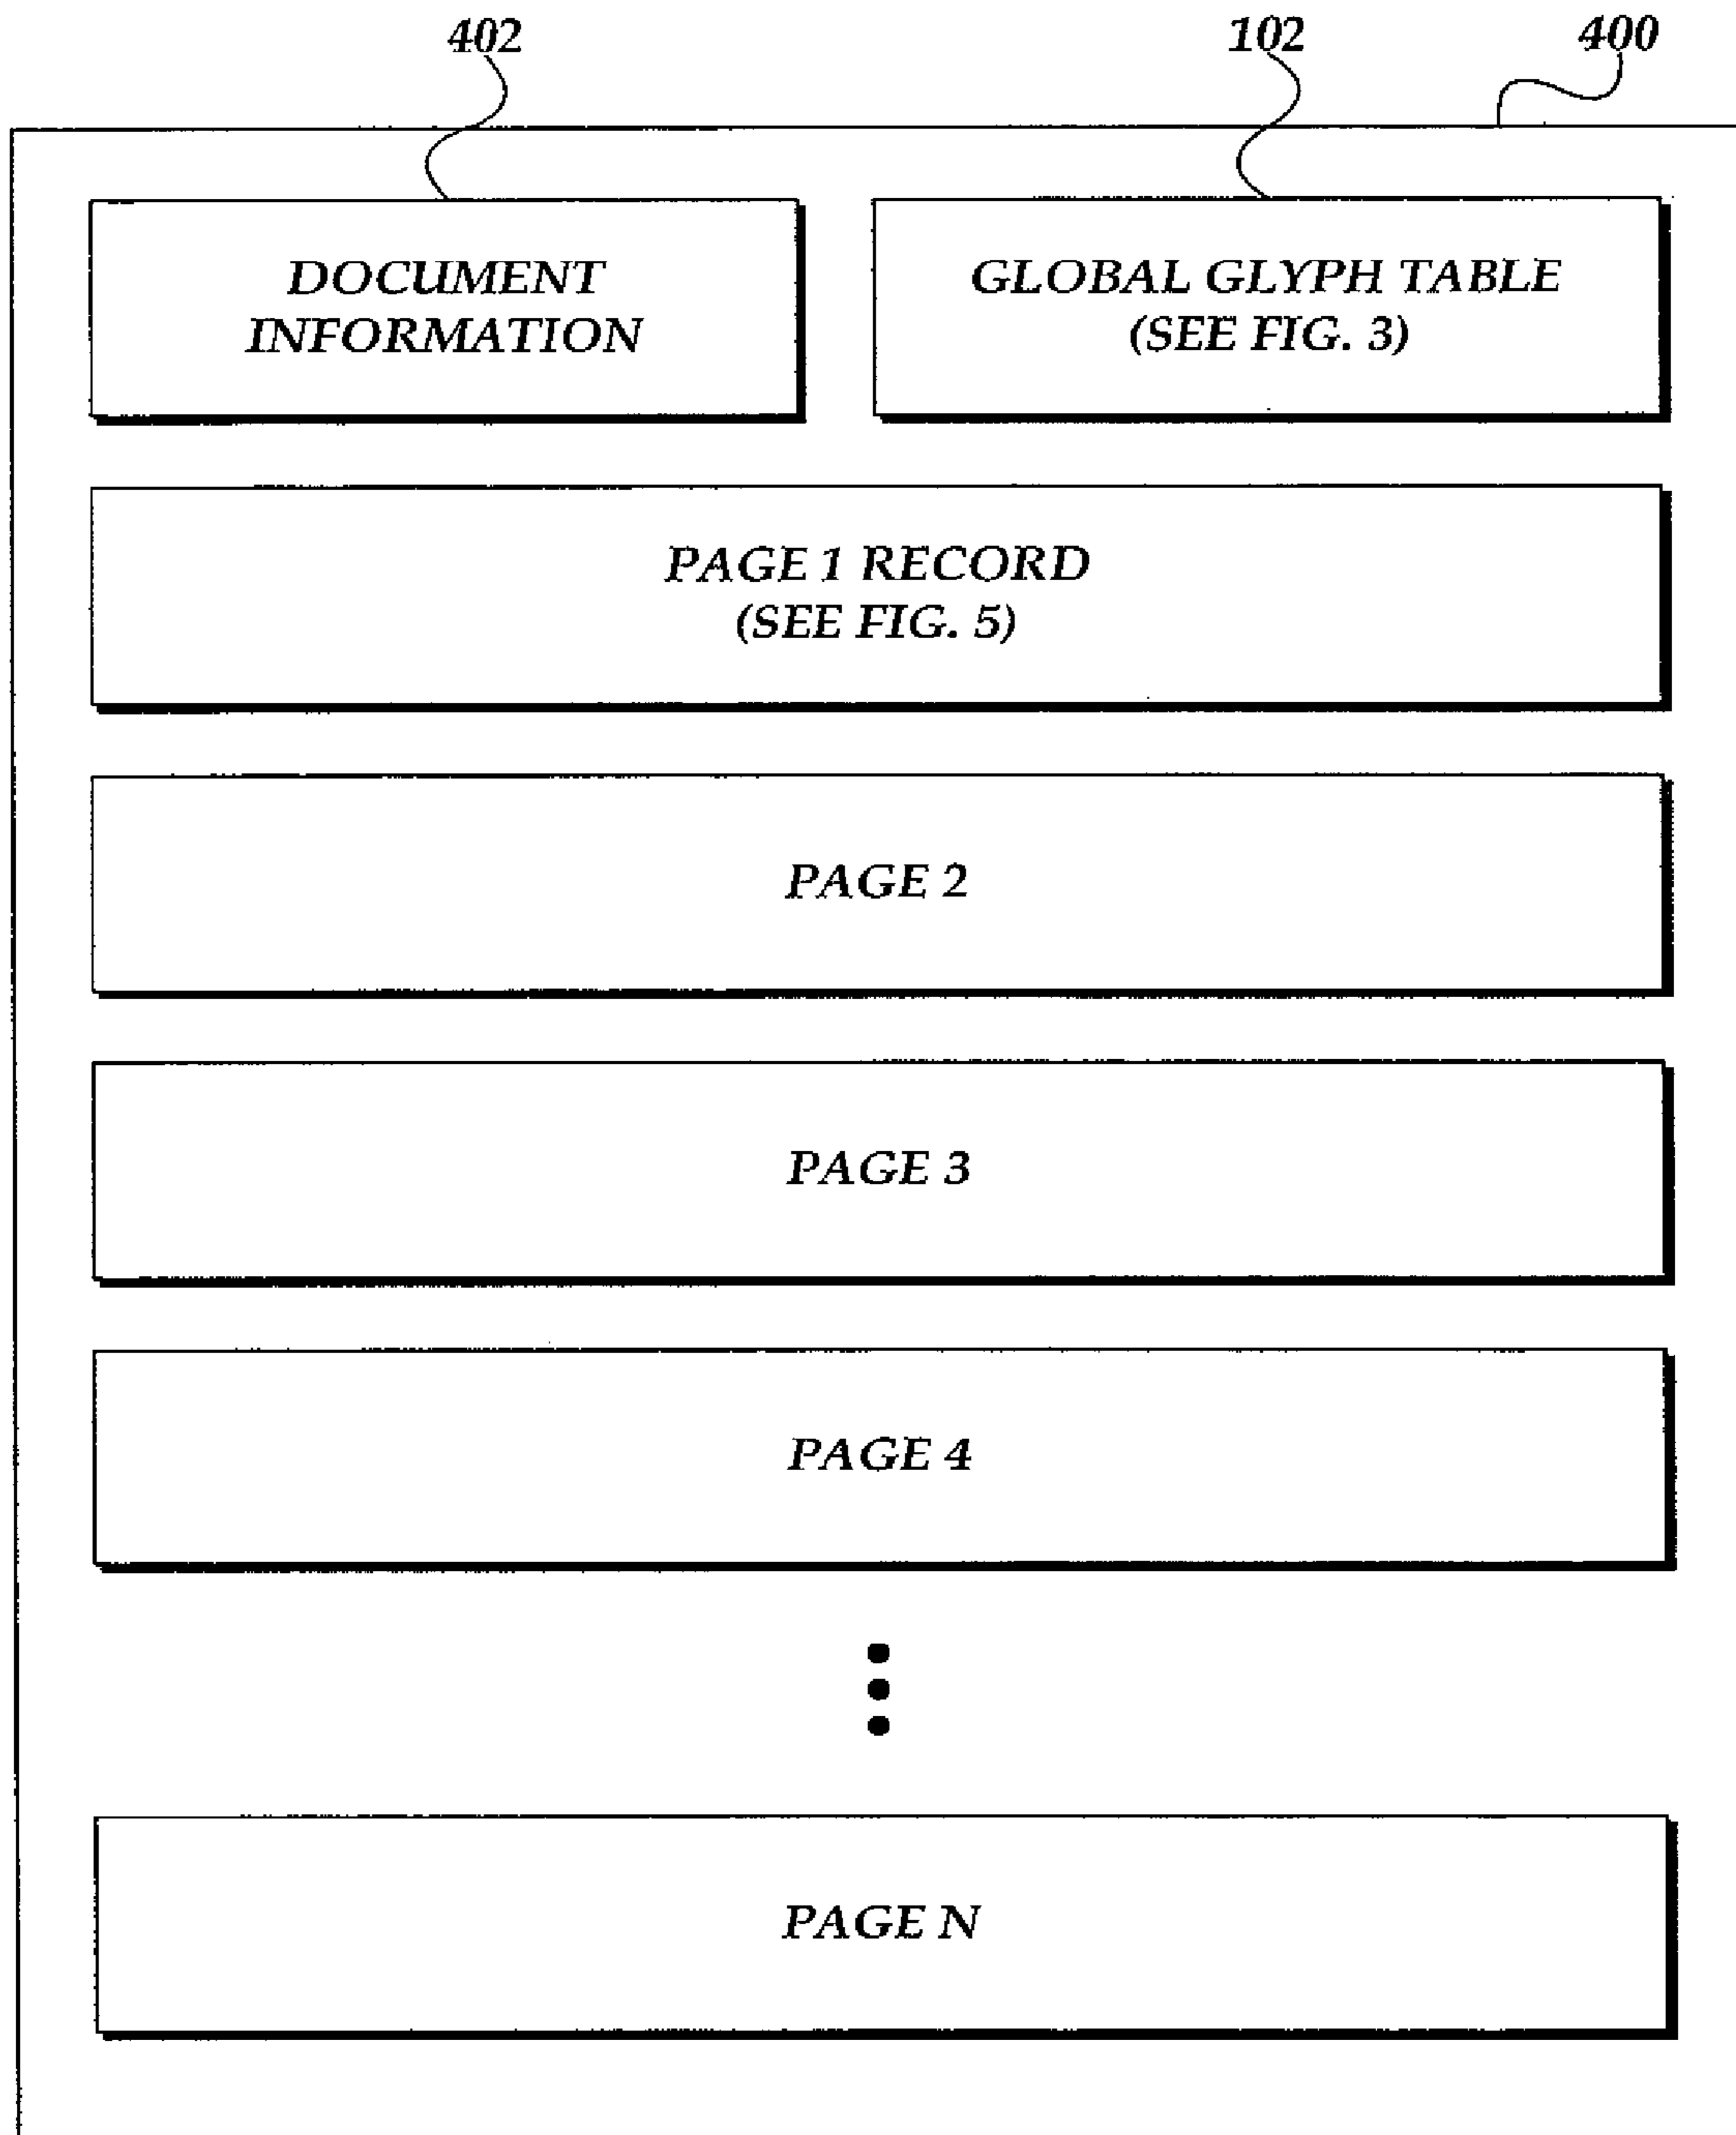 402
102
400
DOCUMENT
INFORMATION
GLOBAL GLYPH TABLE
(SEE FIG. 3)
PAGE 1 RECORD
(SEE FIG. 5)
PAGE 2
PAGE 3
PAGE 4
PAGE N